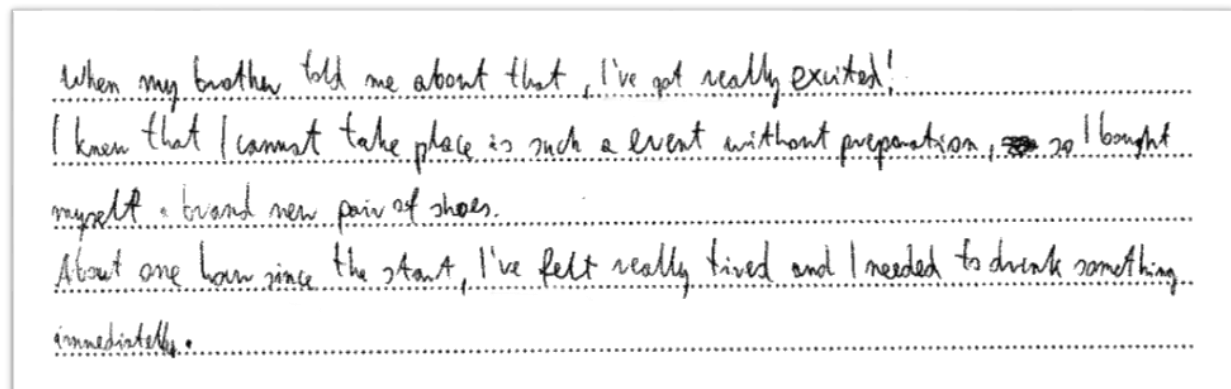 When my brother told me about that, I've got really excited!
I knew that I cannot take place is such a event without preparation, so I bought
myself a brand new pair of shoes.
About one hour since the start, I've felt really tired and I needed to drink something
immediatelly.